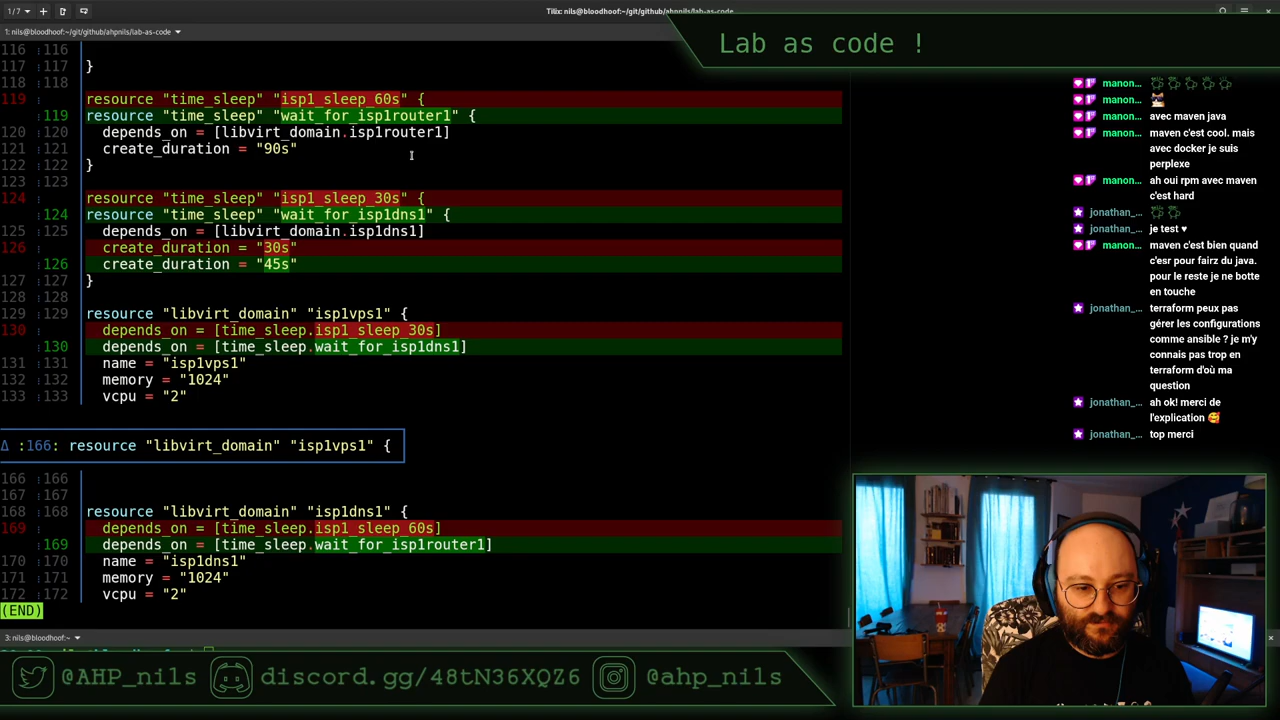 1/7
Tilix: nils@bloodhoof:~/git/github/ahpnils/lab-as-code
1: nils@bloodhoof:~/git/github/ahpnils/lab-as-code
Lab as code !
116 ⋮116
117 ⋮117 }
118 ⋮118
119 resource "time_sleep" "isp1_sleep_60s" {
⋮119 resource "time_sleep" "wait_for_isp1router1" {
120 ⋮120 depends_on = [libvirt_domain.isp1router1]
121 ⋮121 create_duration = "90s"
122 ⋮122 }
123 ⋮123
124 resource "time_sleep" "isp1_sleep_30s" {
⋮124 resource "time_sleep" "wait_for_isp1dns1" {
125 ⋮125 depends_on = [libvirt_domain.isp1dns1]
126 create_duration = "30s"
⋮126 create_duration = "45s"
127 ⋮127 }
128 ⋮128
129 ⋮129 resource "libvirt_domain" "isp1vps1" {
130 depends_on = [time_sleep.isp1_sleep_30s]
⋮130 depends_on = [time_sleep.wait_for_isp1dns1]
131 ⋮131 name = "isp1vps1"
132 ⋮132 memory = "1024"
133 ⋮133 vcpu = "2"
Δ :166: resource "libvirt_domain" "isp1vps1" {
166 ⋮166
167 ⋮167
168 ⋮168 resource "libvirt_domain" "isp1dns1" {
169 depends_on = [time_sleep.isp1_sleep_60s]
⋮169 depends_on = [time_sleep.wait_for_isp1router1]
170 ⋮170 name = "isp1dns1"
171 ⋮171 memory = "1024"
172 ⋮172 vcpu = "2"
(END)
3: nils@bloodhoof:~
manon...
manon...
manon... avec maven java
manon... maven c'est cool. mais
avec docker je suis
perplexe
manon... ah oui rpm avec maven
c'est hard
jonathan_...
jonathan_... je test ♥
manon... maven c'est bien quand
c'esr pour fairz du java.
pour le reste je ne botte
en touche
jonathan_... terraform peux pas
gérer les configurations
comme ansible ? je m'y
connais pas trop en
terraform d'où ma
question
jonathan_... ah ok! merci de
l'explication 🥰
jonathan_... top merci
@AHP_nils
discord.gg/48tN36XQZ6
@ahp_nils